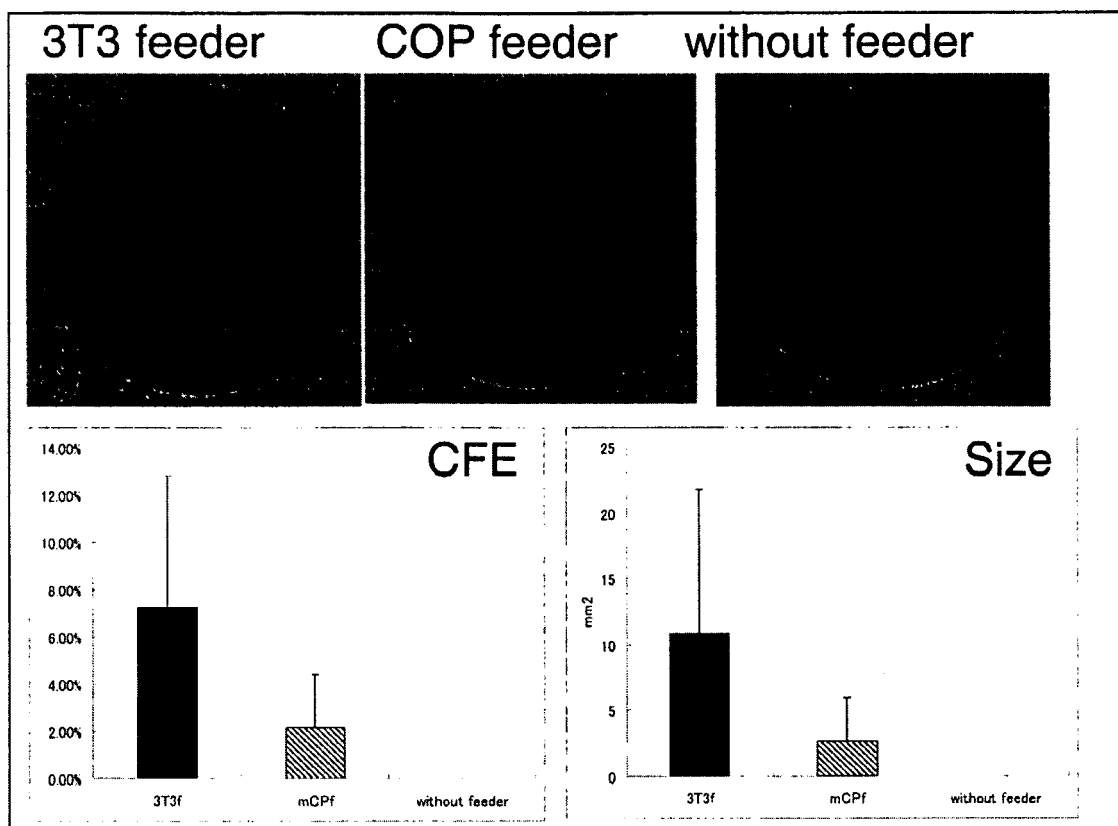 3T3 feeder COP feeder without feeder
CFE
14.00%
12.00%
10.00%
8.00%
6.00%
4.00%
2.00%
0.00%
3T3f mCPf without feeder
Size
25
20
15
10
5
0
mm2
3T3f mCPf without feeder